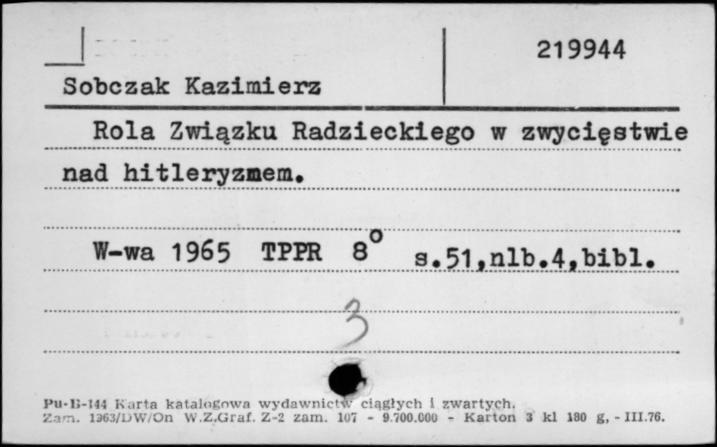 219944
Sobczak Kazimierz
Rola Związku Radzieckiego w zwycięstwie
nad hitleryzmem.
W-wa 1965 TPPR 8° s.51,nlb.4,bibl.
3
Pu-B-144 Karta katalogowa wydawnictw ciągłych i zwartych.
Zam. 1363/DW/On W.Z.Graf. Z-2 zam. 107 - 9.700.000 - Karton 3 kl 180 g, - III.76.